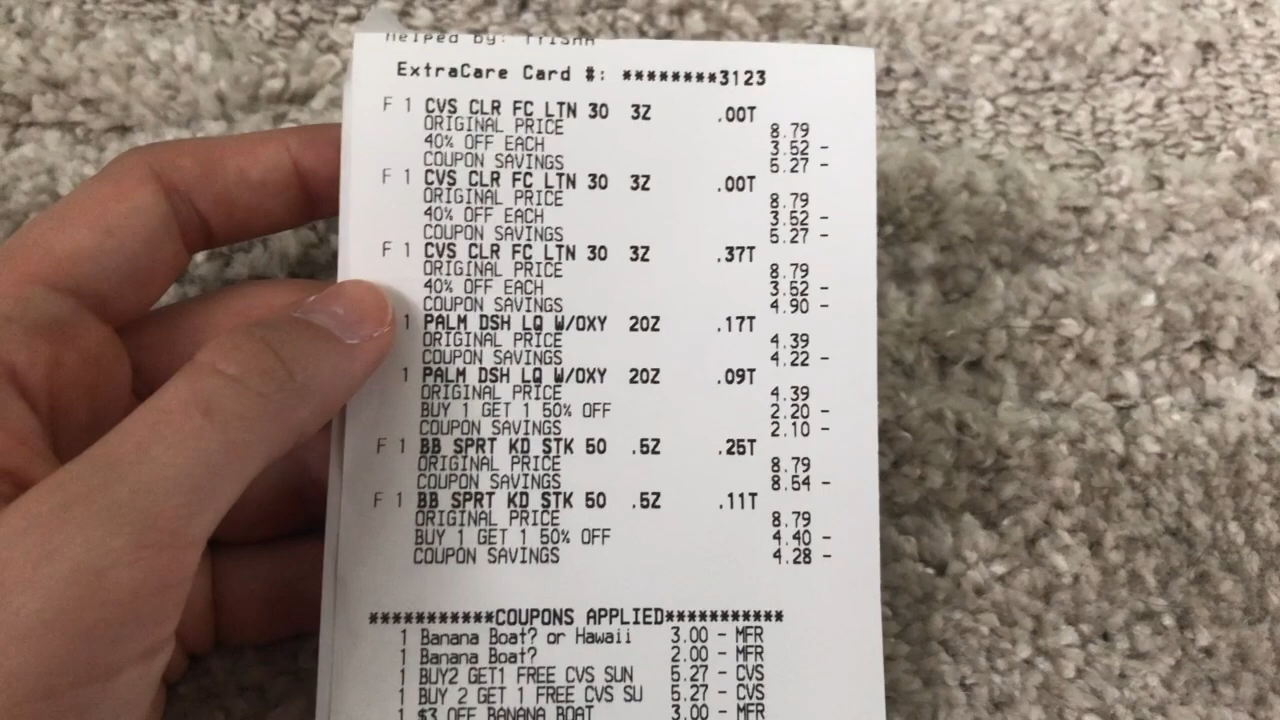 Helped by: Trisha
ExtraCare Card #: ********3123
F 1 CVS CLR FC LTN 30 3Z .00T
ORIGINAL PRICE 8.79
40% OFF EACH 3.52 -
COUPON SAVINGS 5.27 -
F 1 CVS CLR FC LTN 30 3Z .00T
ORIGINAL PRICE 8.79
40% OFF EACH 3.52 -
COUPON SAVINGS 5.27 -
F 1 CVS CLR FC LTN 30 3Z .37T
ORIGINAL PRICE 8.79
40% OFF EACH 3.52 -
COUPON SAVINGS 4.90 -
1 PALM DSH LQ W/OXY 20Z .17T
ORIGINAL PRICE 4.39
COUPON SAVINGS 4.22 -
1 PALM DSH LQ W/OXY 20Z .09T
ORIGINAL PRICE 4.39
BUY 1 GET 1 50% OFF 2.20 -
COUPON SAVINGS 2.10 -
F 1 BB SPRT KD STK 50 .5Z .25T
ORIGINAL PRICE 8.79
COUPON SAVINGS 8.54 -
F 1 BB SPRT KD STK 50 .5Z .11T
ORIGINAL PRICE 8.79
BUY 1 GET 1 50% OFF 4.40 -
COUPON SAVINGS 4.28 -
***********COUPONS APPLIED***********
1 Banana Boat? or Hawaii 3.00 - MFR
1 Banana Boat? 2.00 - MFR
1 BUY2 GET1 FREE CVS SUN 5.27 - CVS
1 BUY 2 GET 1 FREE CVS SU 5.27 - CVS
1 $3 OFF BANANA BOAT 3.00 - MFR